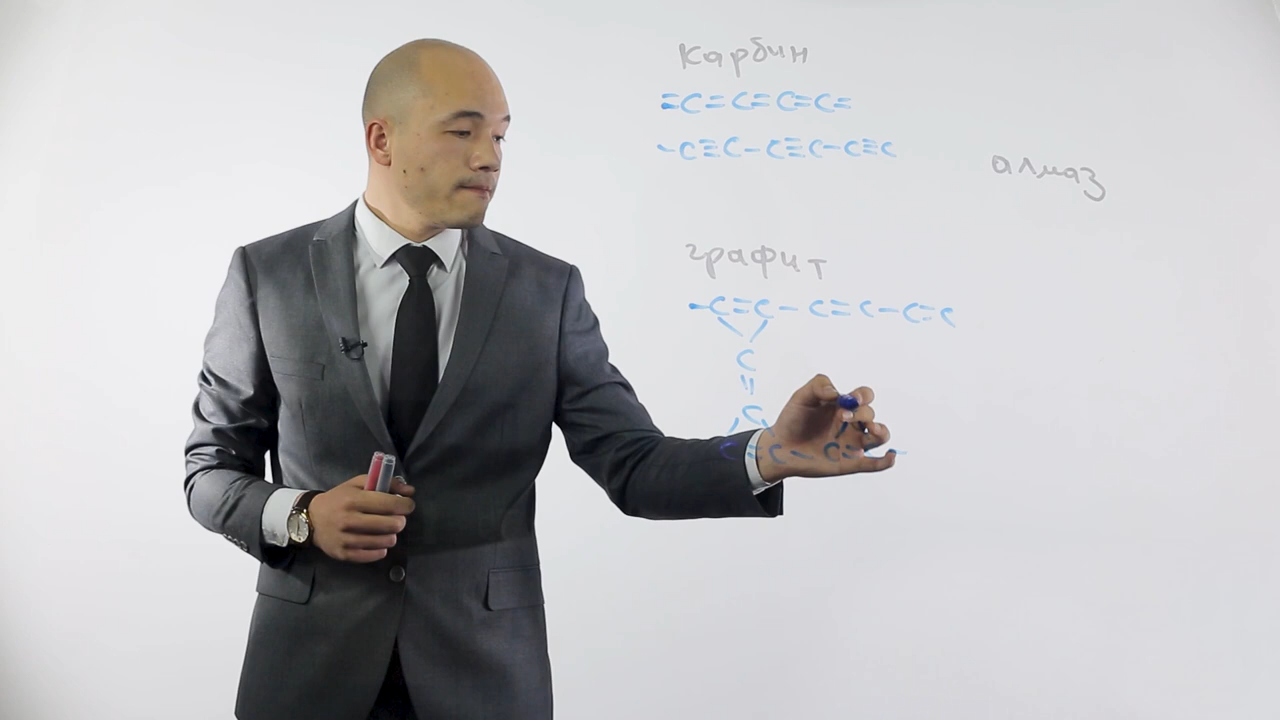 карбин
=C=C=C=C=
-C≡C-C≡C-C≡C
алмаз
графит
-C=C-C=C-C=C
C
॥
C
C=C-C=